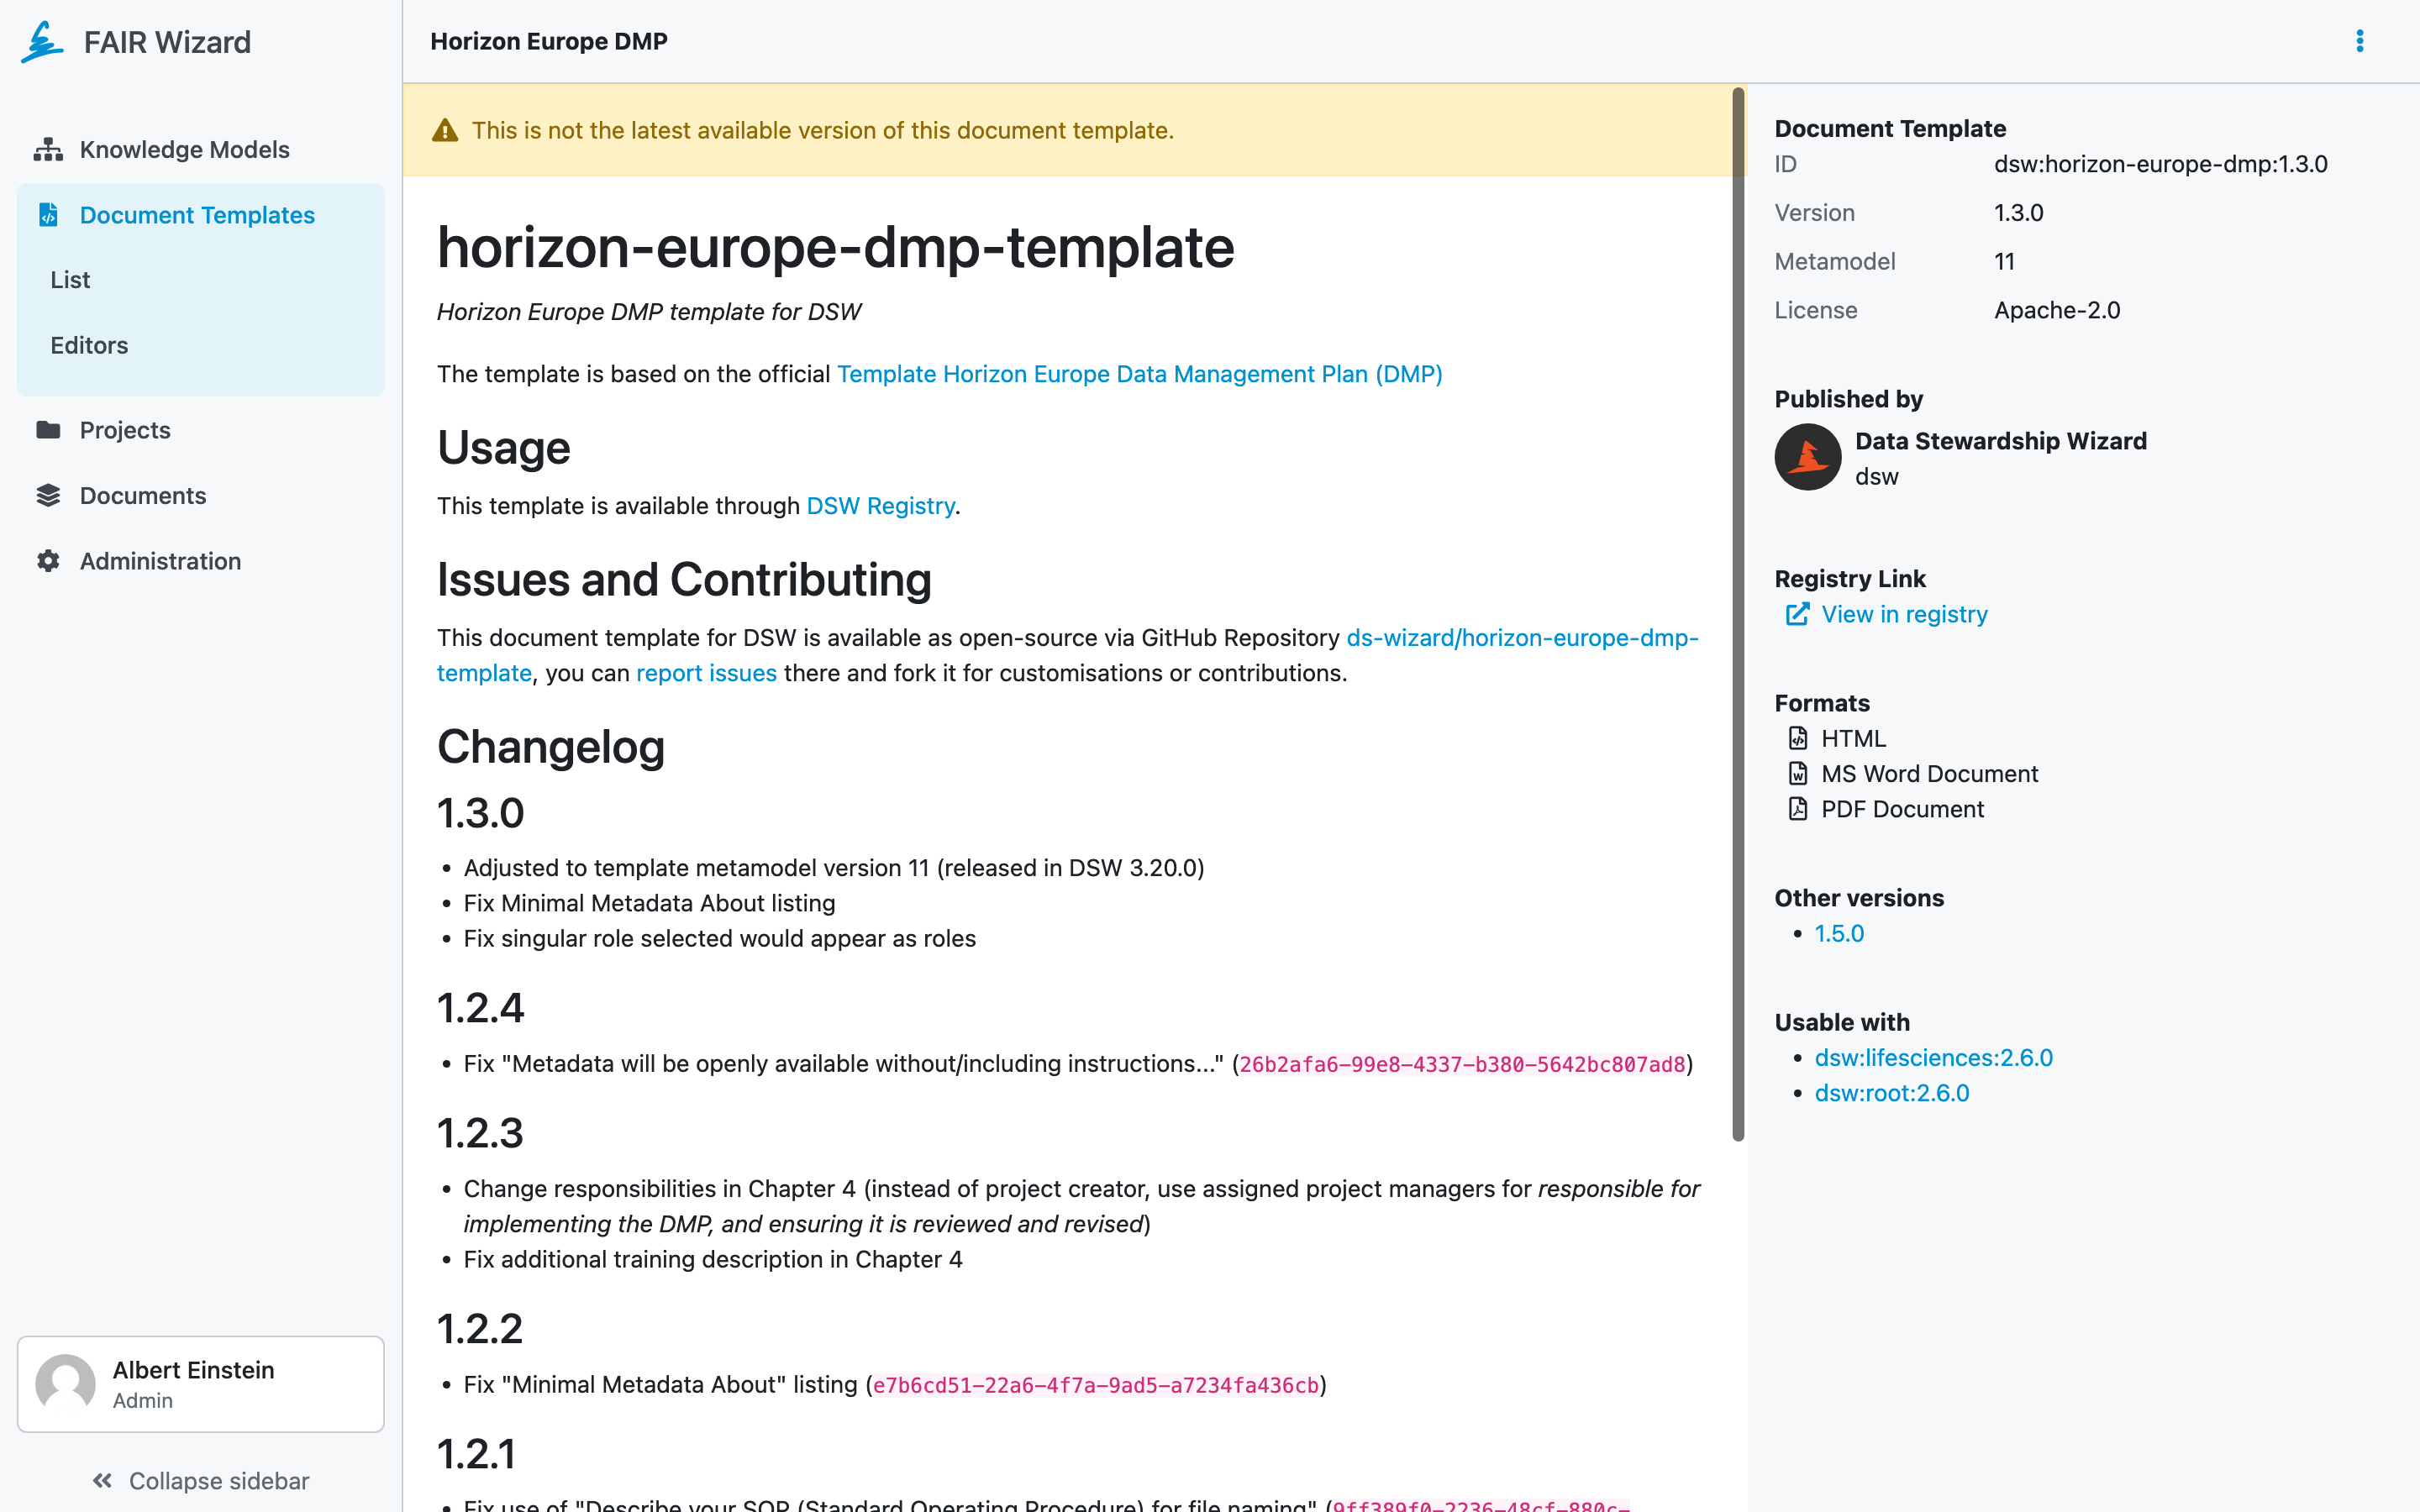 FAIR Wizard
Knowledge Models
Document Templates
List
Editors
Projects
Documents
Administration
Albert Einstein
Admin
Collapse sidebar
Horizon Europe DMP
This is not the latest available version of this document template.
horizon-europe-dmp-template
Horizon Europe DMP template for DSW
The template is based on the official Template Horizon Europe Data Management Plan (DMP)
Usage
This template is available through DSW Registry.
Issues and Contributing
This document template for DSW is available as open-source via GitHub Repository ds-wizard/horizon-europe-dmp-
template, you can report issues there and fork it for customisations or contributions.
Changelog
1.3.0
• Adjusted to template metamodel version 11 (released in DSW 3.20.0)
• Fix Minimal Metadata About listing
• Fix singular role selected would appear as roles
1.2.4
• Fix "Metadata will be openly available without/including instructions..." (26b2afa6-99e8-4337-b380-5642bc807ad8)
1.2.3
• Change responsibilities in Chapter 4 (instead of project creator, use assigned project managers for responsible for
implementing the DMP, and ensuring it is reviewed and revised)
• Fix additional training description in Chapter 4
1.2.2
• Fix "Minimal Metadata About" listing (e7b6cd51-22a6-4f7a-9ad5-a7234fa436cb)
1.2.1
• Fix use of "Describe your SOP (Standard Operating Procedure) for file naming" (9ff389f0-2236-48cf-880c-
Document Template
ID dsw:horizon-europe-dmp:1.3.0
Version 1.3.0
Metamodel 11
License Apache-2.0
Published by
Data Stewardship Wizard
dsw
Registry Link
View in registry
Formats
HTML
MS Word Document
PDF Document
Other versions
• 1.5.0
Usable with
• dsw:lifesciences:2.6.0
• dsw:root:2.6.0